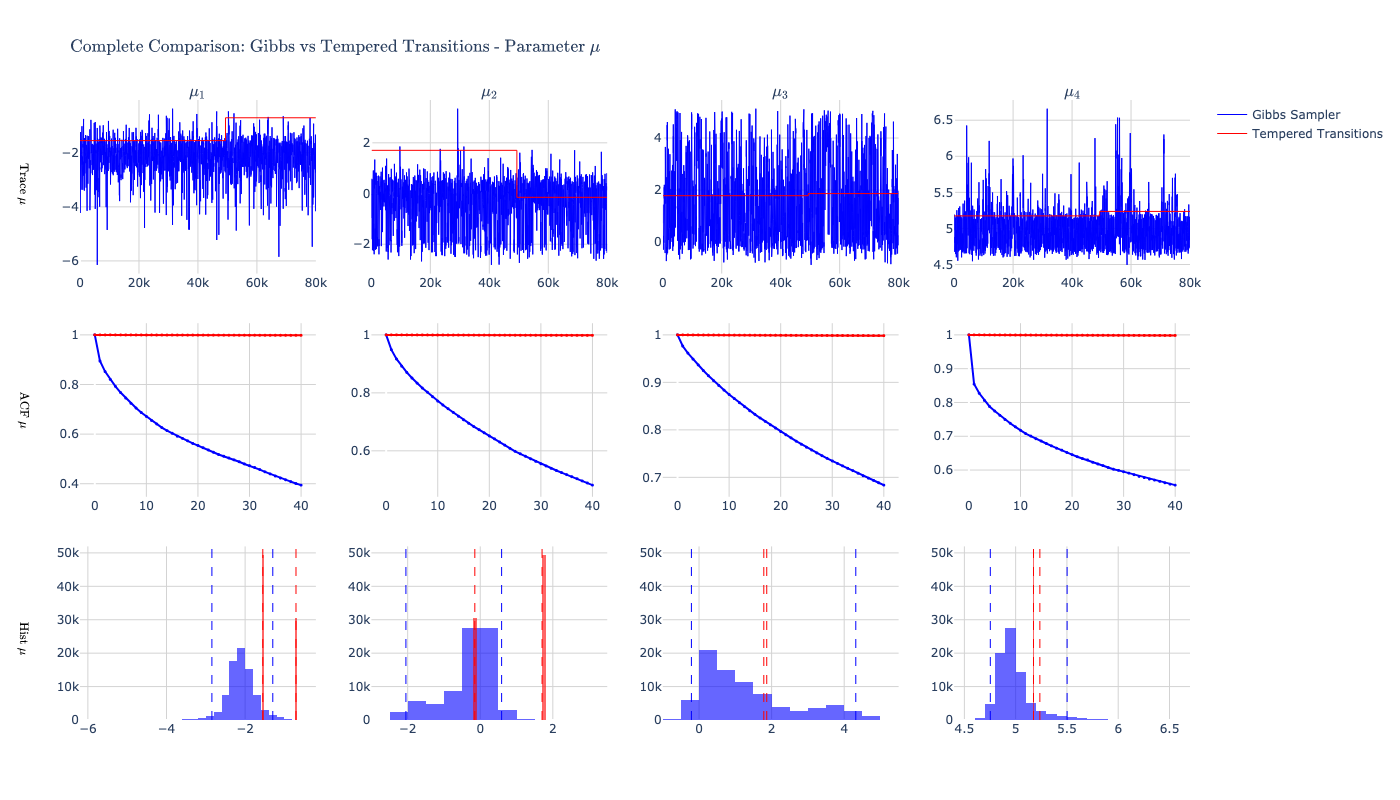 Complete Comparison: Gibbs vs Tempered Transitions - Parameter μ
μ₁
μ₂
μ₃
μ₄
Gibbs Sampler
Tempered Transitions
Trace μ
−2
−4
−6
0 20k 40k 60k 80k
2
0
−2
0 20k 40k 60k 80k
4
2
0
0 20k 40k 60k 80k
6.5
6
5.5
5
4.5
0 20k 40k 60k 80k
ACF μ
1
0.8
0.6
0.4
0 10 20 30 40
1
0.8
0.6
0 10 20 30 40
1
0.9
0.8
0.7
0 10 20 30 40
1
0.9
0.8
0.7
0.6
0 10 20 30 40
Hist μ
50k
40k
30k
20k
10k
0
−6 −4 −2
50k
40k
30k
20k
10k
0
−2 0 2
50k
40k
30k
20k
10k
0
0 2 4
50k
40k
30k
20k
10k
0
4.5 5 5.5 6 6.5